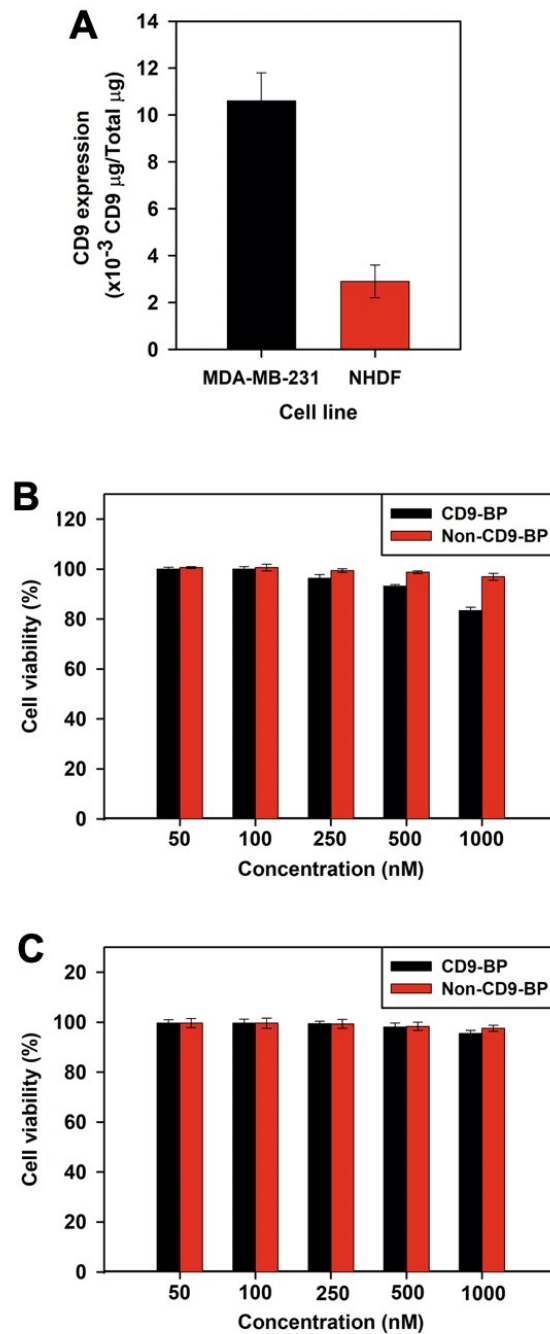 A
CD9 expression
(x10-3 CD9 µg/Total µg)
14
12
10
8
6
4
2
0
MDA-MB-231 NHDF
Cell line
B
CD9-BP
Non-CD9-BP
Cell viability (%)
120
100
80
60
40
20
0
50 100 250 500 1000
Concentration (nM)
C
CD9-BP
Non-CD9-BP
Cell viability (%)
20
100
80
60
40
20
0
50 100 250 500 1000
Concentration (nM)